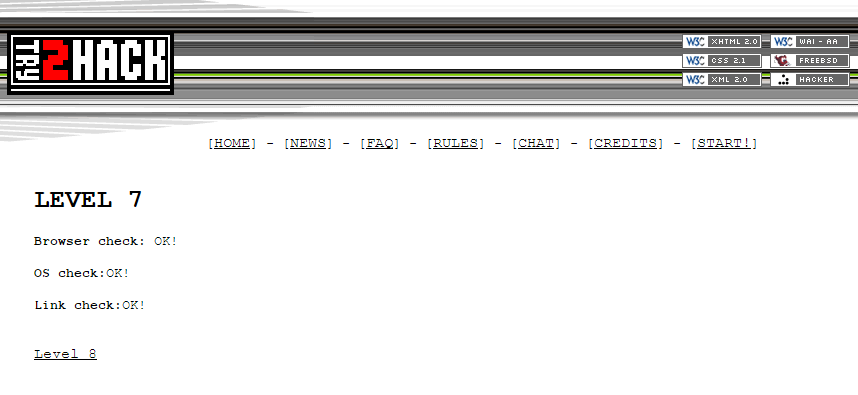 TRY 2HACK
W3C XHTML 2.0 W3C WAI - AA
W3C CSS 2.1 FREEBSD
W3C XML 2.0 HACKER
[HOME] - [NEWS] - [FAQ] - [RULES] - [CHAT] - [CREDITS] - [START!]
LEVEL 7
Browser check: OK!
OS check:OK!
Link check:OK!
Level 8